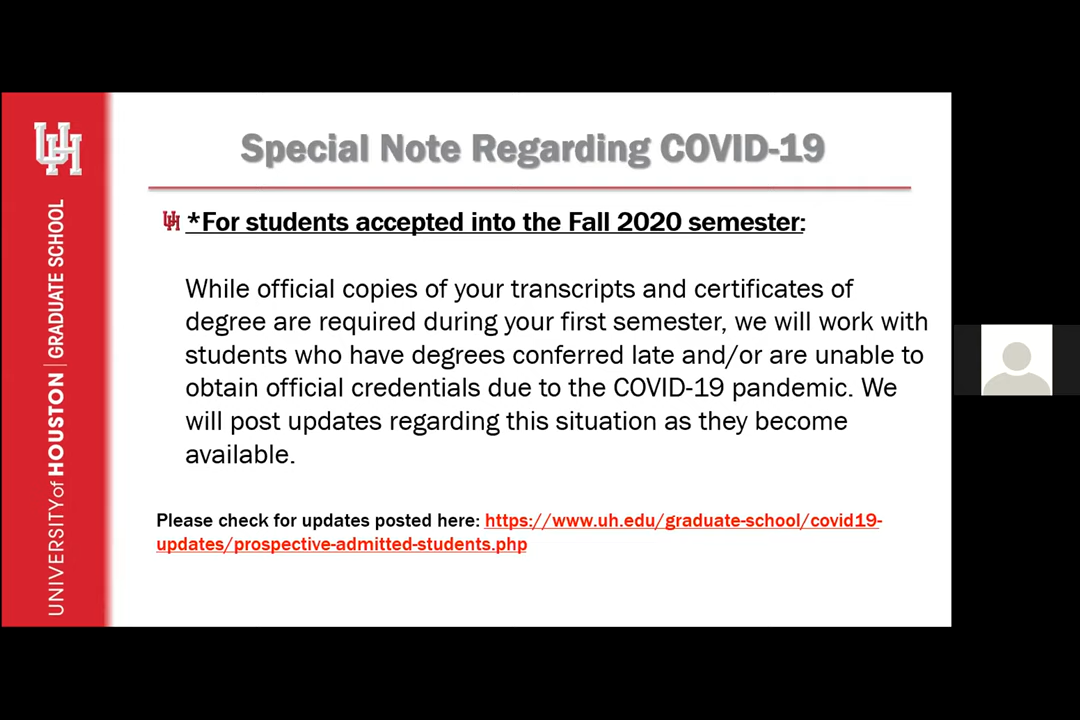 Special Note Regarding COVID-19
*For students accepted into the Fall 2020 semester:
While official copies of your transcripts and certificates of
degree are required during your first semester, we will work with
students who have degrees conferred late and/or are unable to
obtain official credentials due to the COVID-19 pandemic. We
will post updates regarding this situation as they become
available.
Please check for updates posted here: https://www.uh.edu/graduate-school/covid19-
updates/prospective-admitted-students.php
UH
UNIVERSITY of HOUSTON | GRADUATE SCHOOL